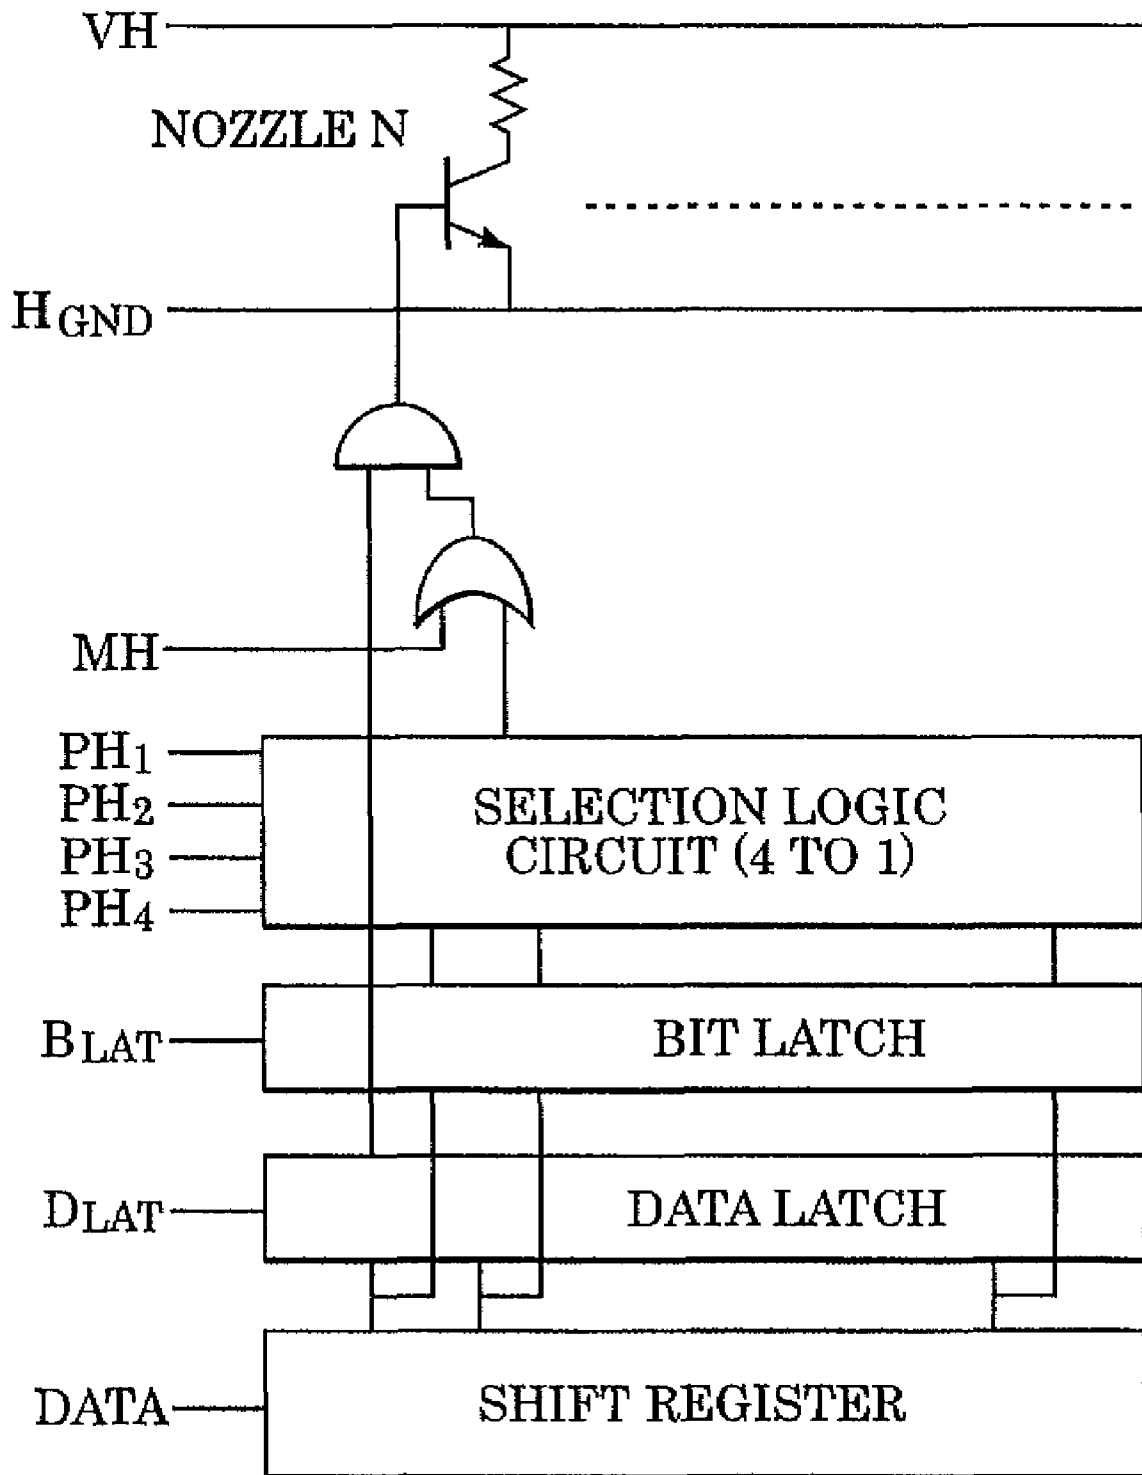 VH
NOZZLE N
HGND
MH
PH1
PH2
PH3
PH4
SELECTION LOGIC
CIRCUIT (4 TO 1)
BLAT
BIT LATCH
DLAT
DATA LATCH
DATA
SHIFT REGISTER